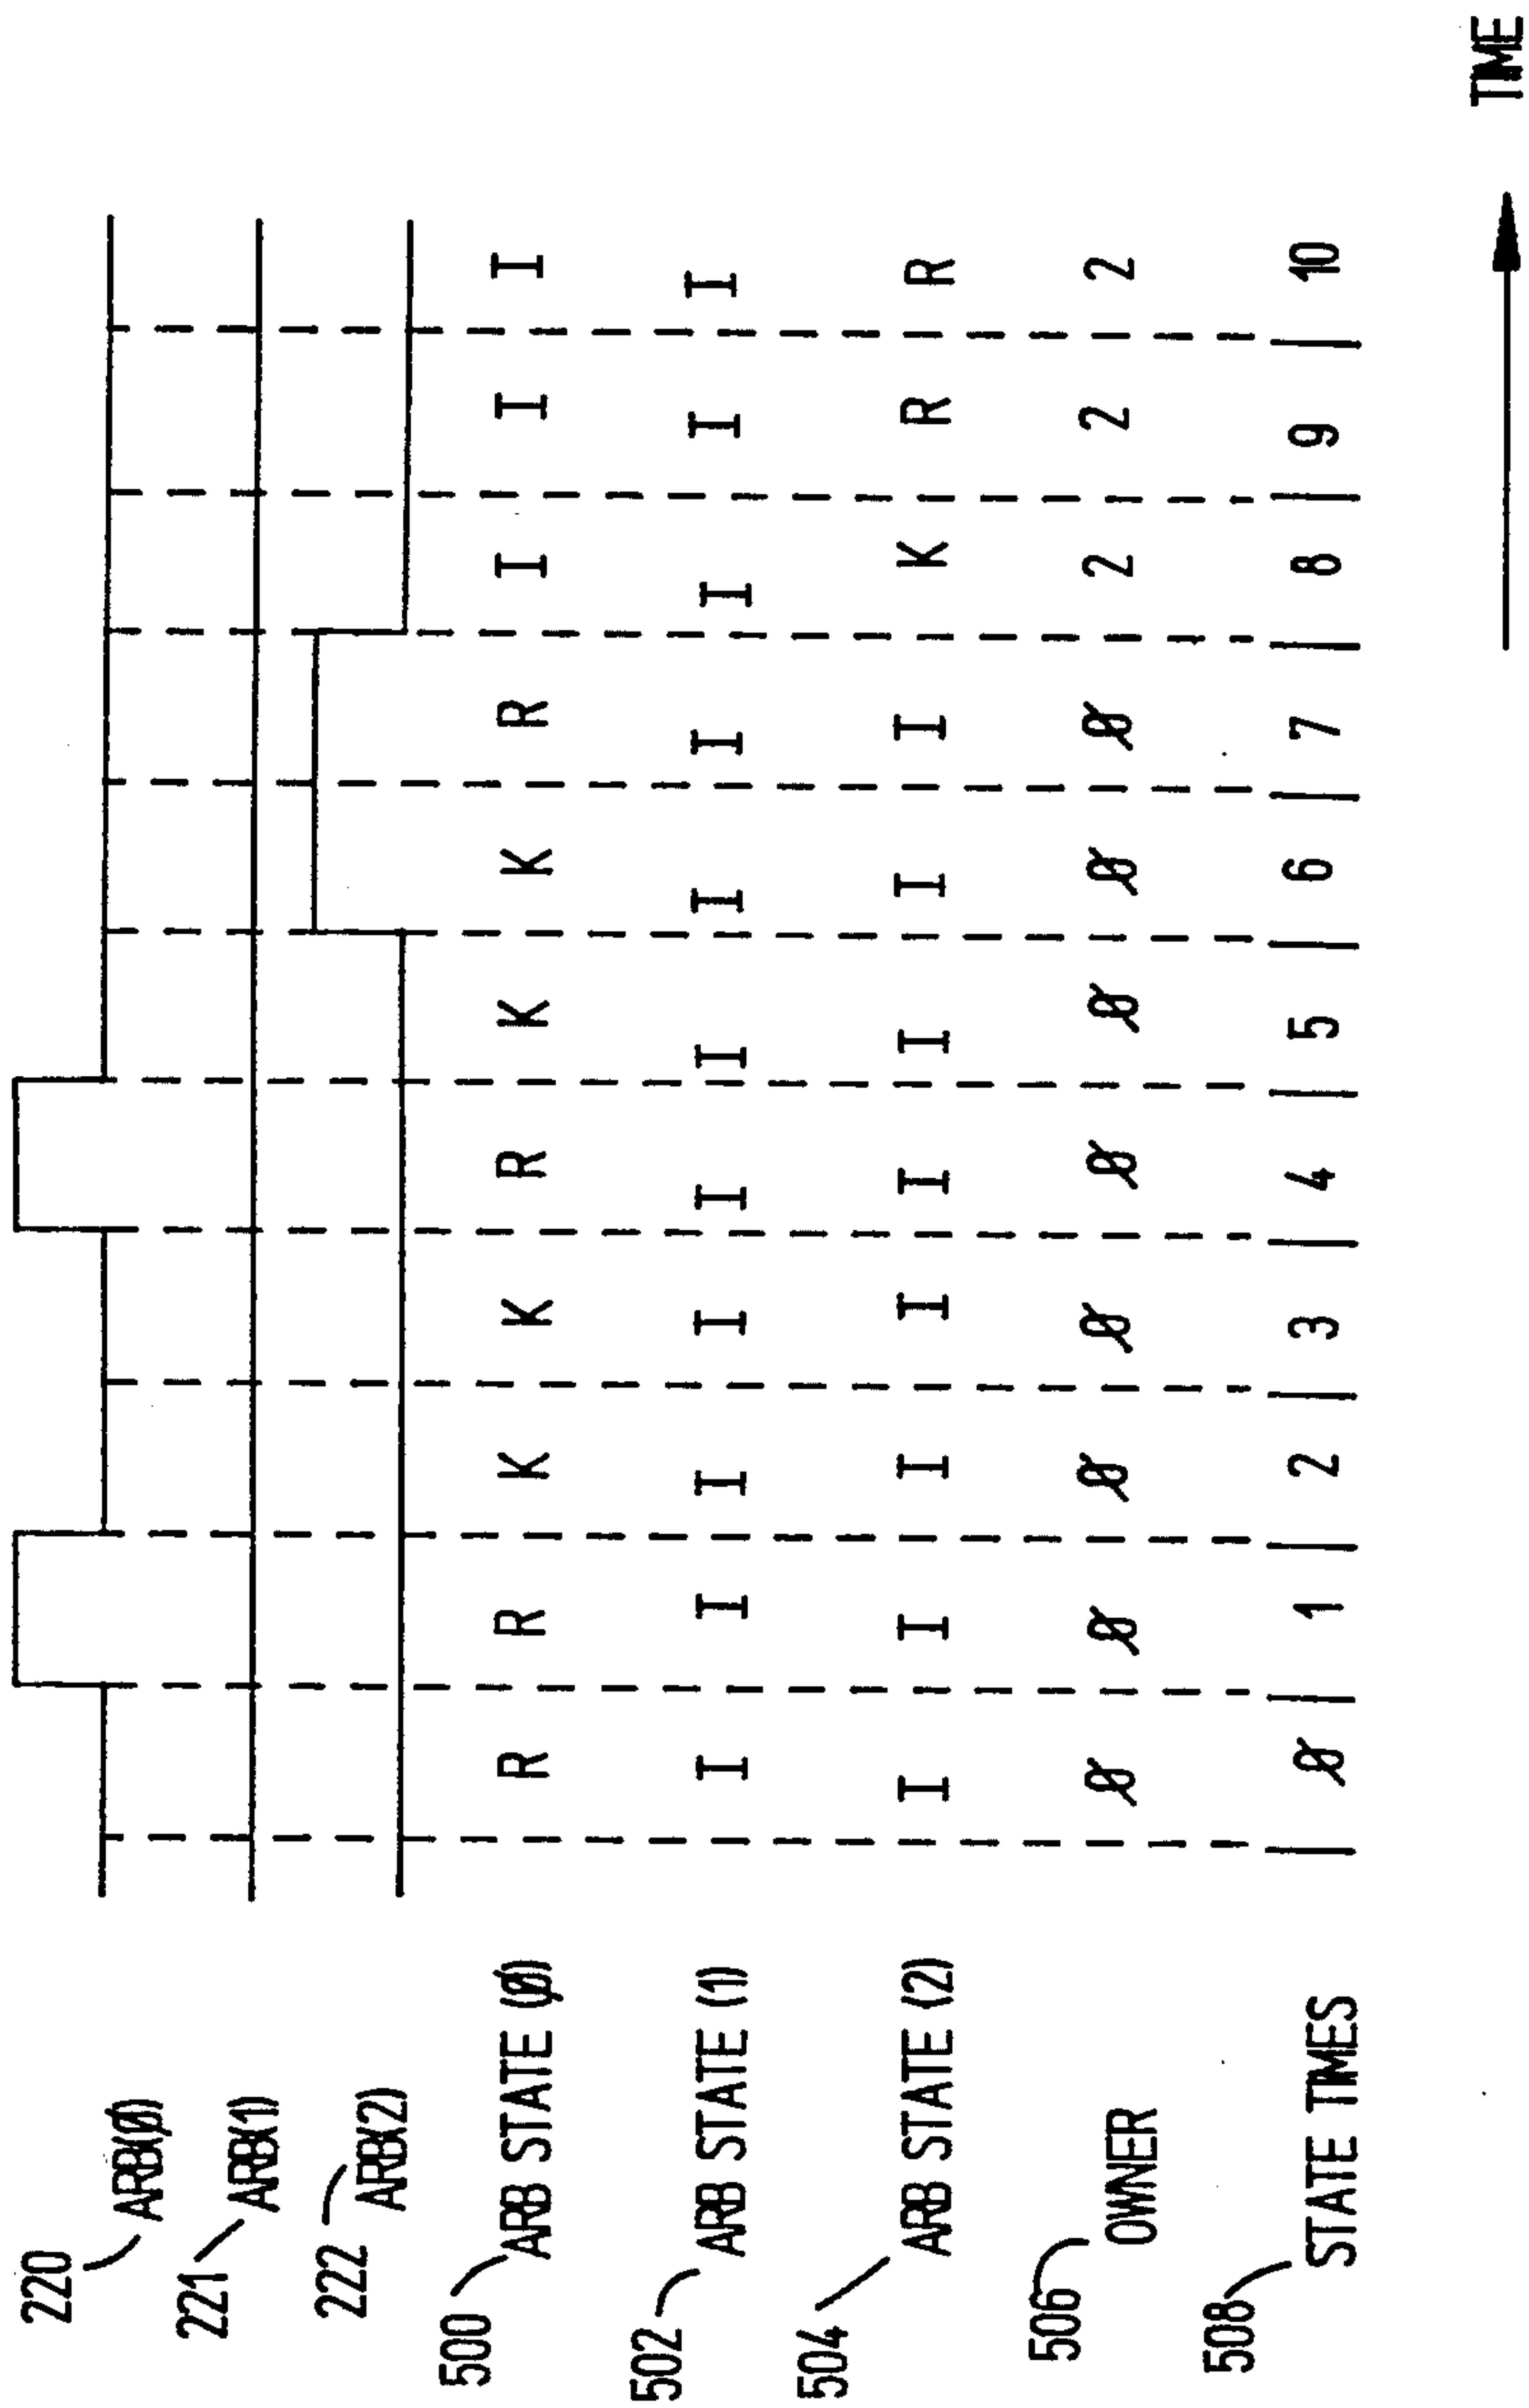 220 ARB(Ø)
221 ARB(1)
222 ARB(2)
500 ARB STATE (Ø) R R K K R K K R I I I
502 ARB STATE (1) I I I I I I I I I I I
504 ARB STATE (2) I I I I I I I I K R R
506 OWNER Ø Ø Ø Ø Ø Ø Ø Ø 2 2 2
508 STATE TIMES Ø 1 2 3 4 5 6 7 8 9 10
TIME